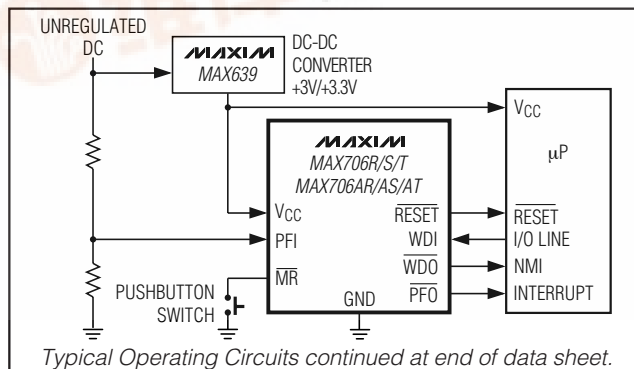 UNREGULATED
DC
MAXIM
MAX639
DC-DC
CONVERTER
+3V/+3.3V
MAXIM
MAX706R/S/T
MAX706AR/AS/AT
VCC
PFI
MR
GND
RESET
WDI
WDO
PFO
VCC
μP
RESET
I/O LINE
NMI
INTERRUPT
PUSHBUTTON
SWITCH
Typical Operating Circuits continued at end of data sheet.